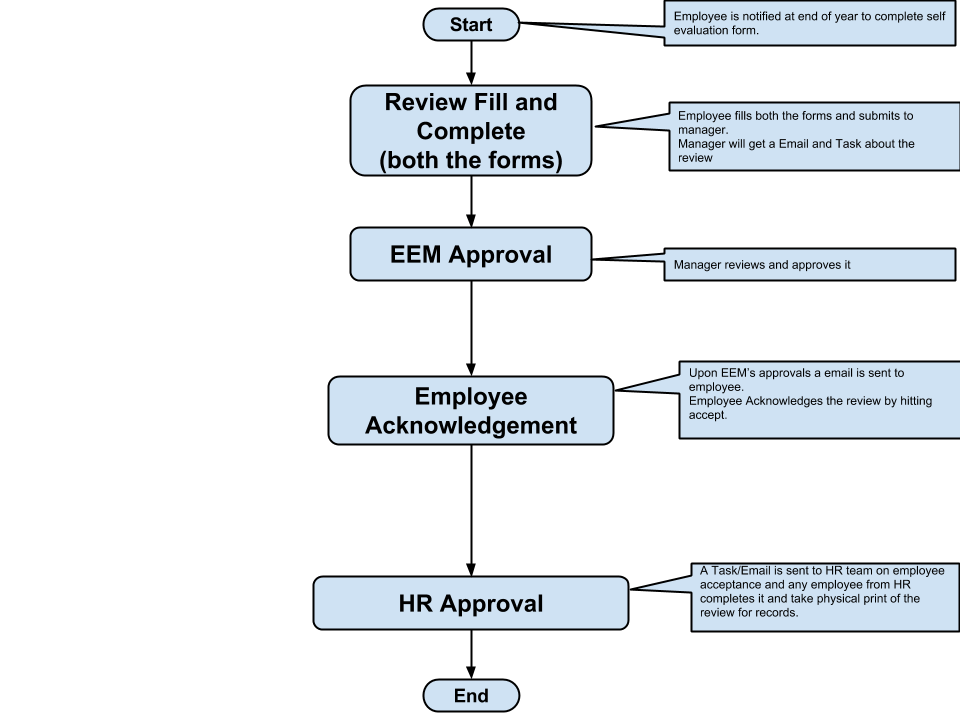 Start
Employee is notified at end of year to complete self
evaluation form.
Review Fill and
Complete
(both the forms)
Employee fills both the forms and submits to
manager.
Manager will get a Email and Task about the
review
EEM Approval
Manager reviews and approves it
Employee
Acknowledgement
Upon EEM's approvals a email is sent to
employee.
Employee Acknowledges the review by hitting
accept.
HR Approval
A Task/Email is sent to HR team on employee
acceptance and any employee from HR
completes it and take physical print of the
review for records.
End